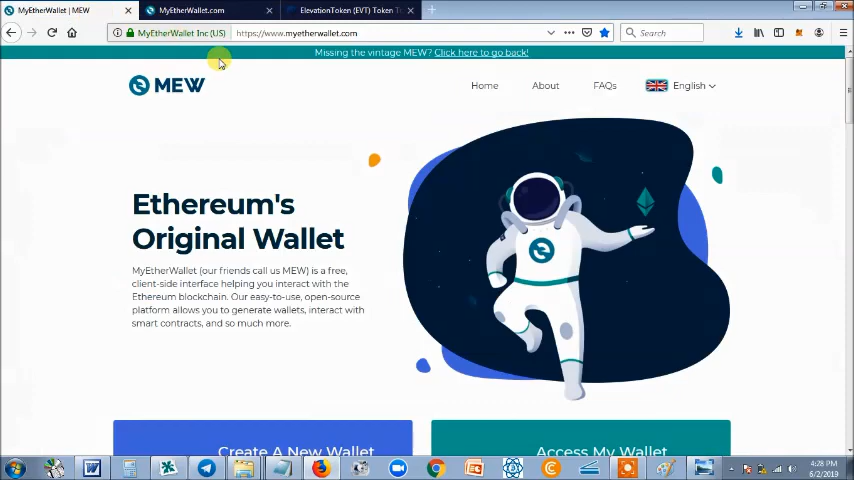 MyEtherWallet | MEW
MyEtherWallet.com
ElevationToken (EVT) Token T
MyEtherWallet Inc (US)
https://www.myetherwallet.com
Search
Missing the vintage MEW? Click here to go back!
MEW
Home
About
FAQs
English
Ethereum's
Original Wallet
MyEtherWallet (our friends call us MEW) is a free,
client-side interface helping you interact with the
Ethereum blockchain. Our easy-to-use, open-source
platform allows you to generate wallets, interact with
smart contracts, and so much more.
Create A New Wallet
Access My Wallet
4:28 PM
6/2/2019